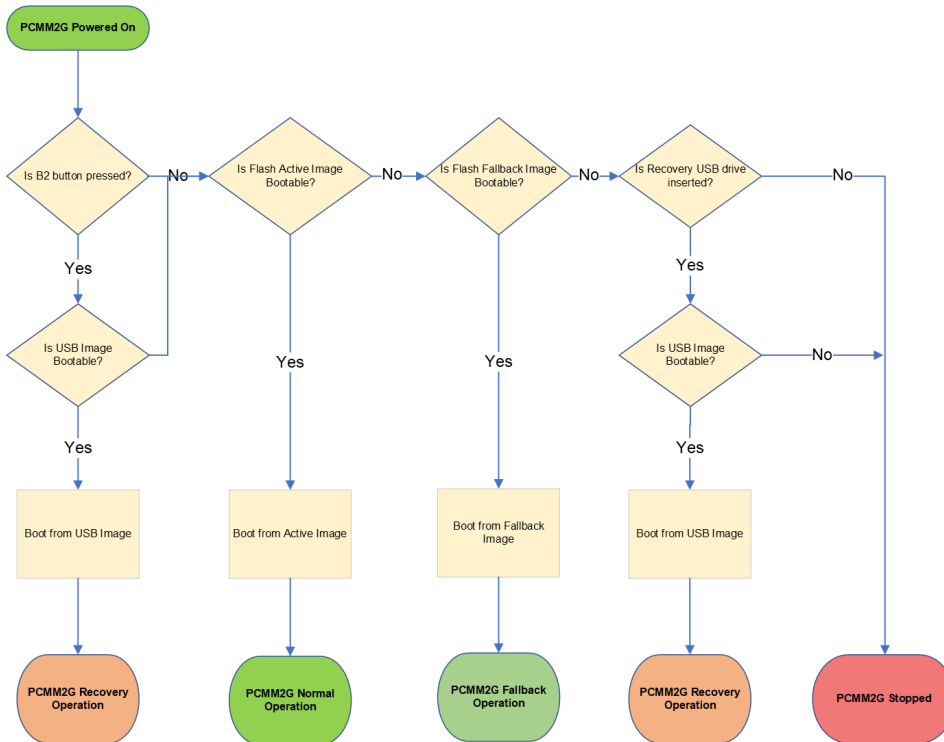 PCMM2G Powered On
Is B2 button pressed?
No
Is Flash Active Image
Bootable?
No
Is Flash Fallback Image
Bootable?
No
Is Recovery USB drive
inserted?
No
Yes
Yes
Is USB Image
Bootable?
Yes
Yes
Is USB Image
Bootable?
No
Yes
Yes
Boot from USB Image
Boot from Active Image
Boot from Fallback
Image
Boot from USB Image
PCMM2G Recovery
Operation
PCMM2G Normal
Operation
PCMM2G Fallback
Operation
PCMM2G Recovery
Operation
PCMM2G Stopped